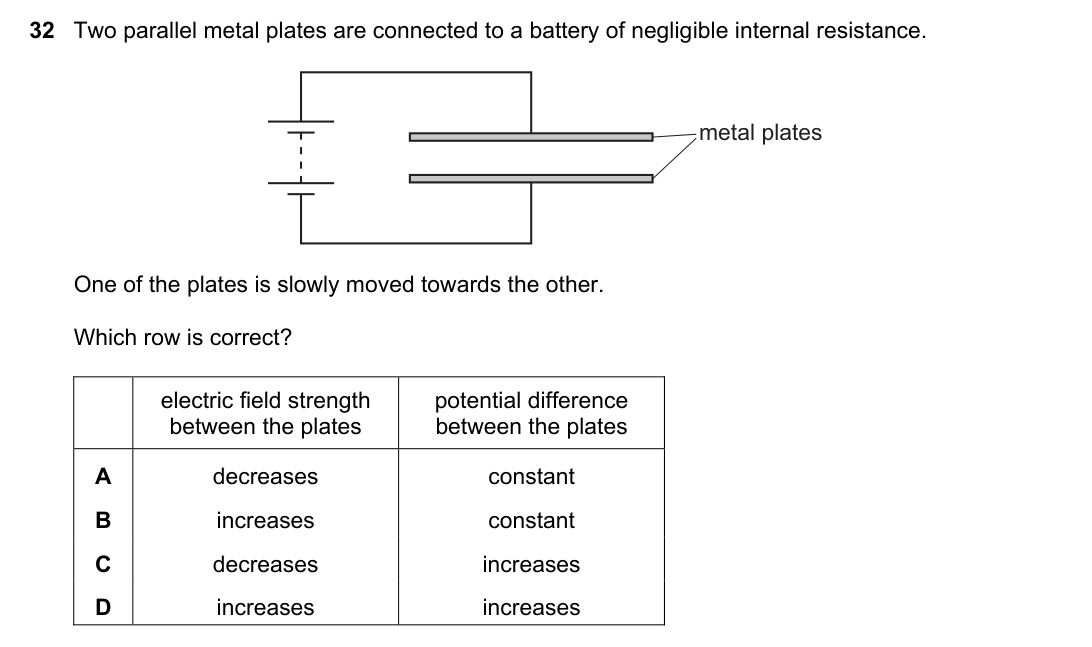 32 Two parallel metal plates are connected to a battery of negligible internal resistance.
metal plates
One of the plates is slowly moved towards the other.
Which row is correct?
electric field strength between the plates potential difference between the plates
A decreases constant
B increases constant
C decreases increases
D increases increases